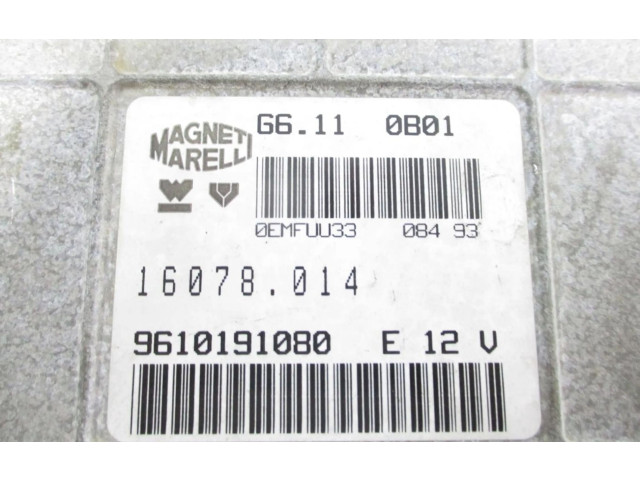 MAGNETI
MARELLI
G6.11 0B01
0EMFUU33 084 93
16078.014
9610191080 E 12 V